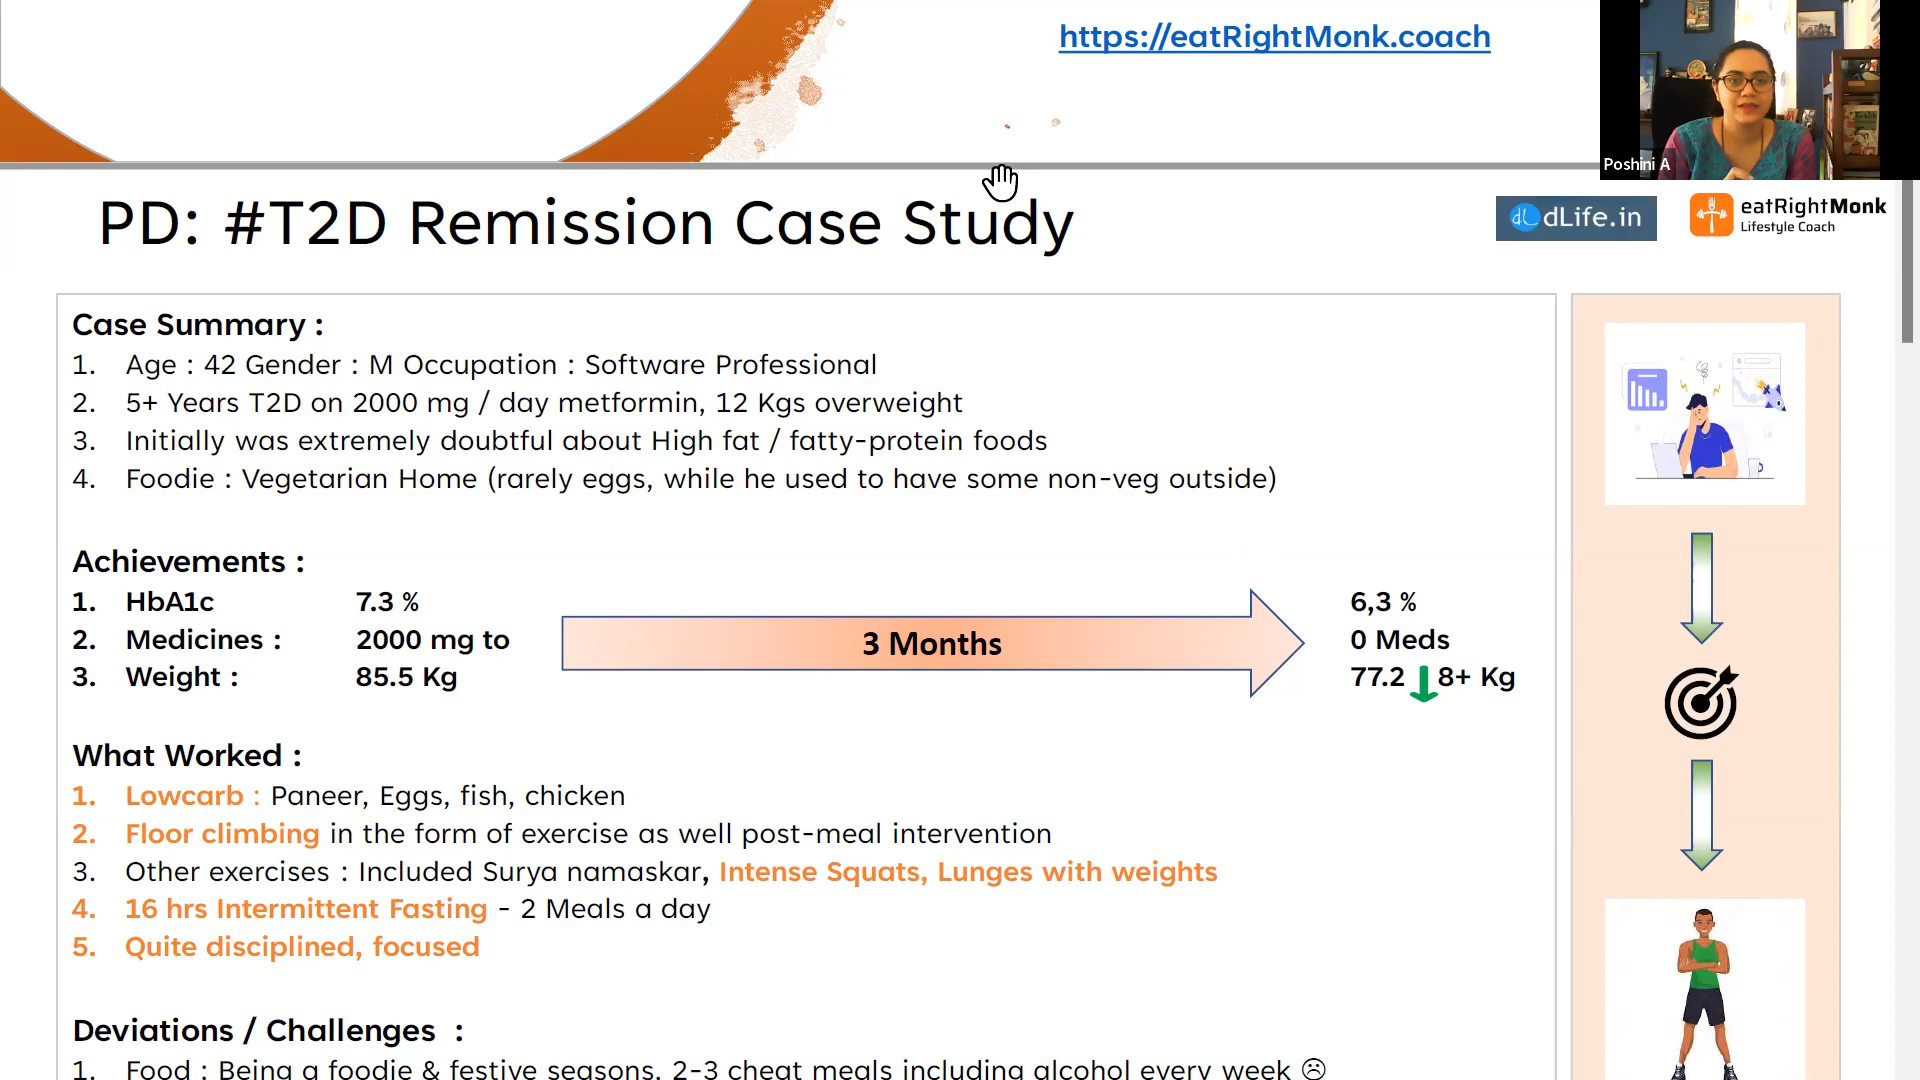 https://eatRightMonk.coach
Poshini A
PD: #T2D Remission Case Study
dL dLife.in
eatRightMonk
Lifestyle Coach
Case Summary :
1. Age : 42 Gender : M Occupation : Software Professional
2. 5+ Years T2D on 2000 mg / day metformin, 12 Kgs overweight
3. Initially was extremely doubtful about High fat / fatty-protein foods
4. Foodie : Vegetarian Home (rarely eggs, while he used to have some non-veg outside)
Achievements :
1. HbA1c 7.3 % 6,3 %
2. Medicines : 2000 mg to 3 Months 0 Meds
3. Weight : 85.5 Kg 77.2 8+ Kg
What Worked :
1. Lowcarb : Paneer, Eggs, fish, chicken
2. Floor climbing in the form of exercise as well post-meal intervention
3. Other exercises : Included Surya namaskar, Intense Squats, Lunges with weights
4. 16 hrs Intermittent Fasting - 2 Meals a day
5. Quite disciplined, focused
Deviations / Challenges :
1. Food : Being a foodie & festive seasons, 2-3 cheat meals including alcohol every week ☹